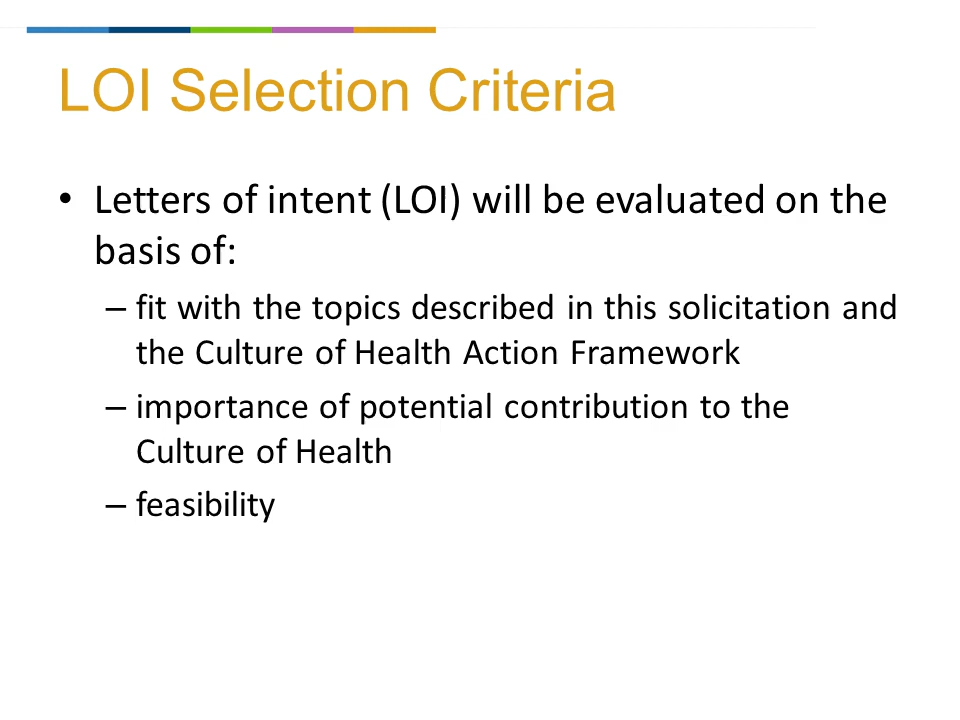 LOI Selection Criteria
• Letters of intent (LOI) will be evaluated on the
basis of:
– fit with the topics described in this solicitation and
the Culture of Health Action Framework
– importance of potential contribution to the
Culture of Health
– feasibility